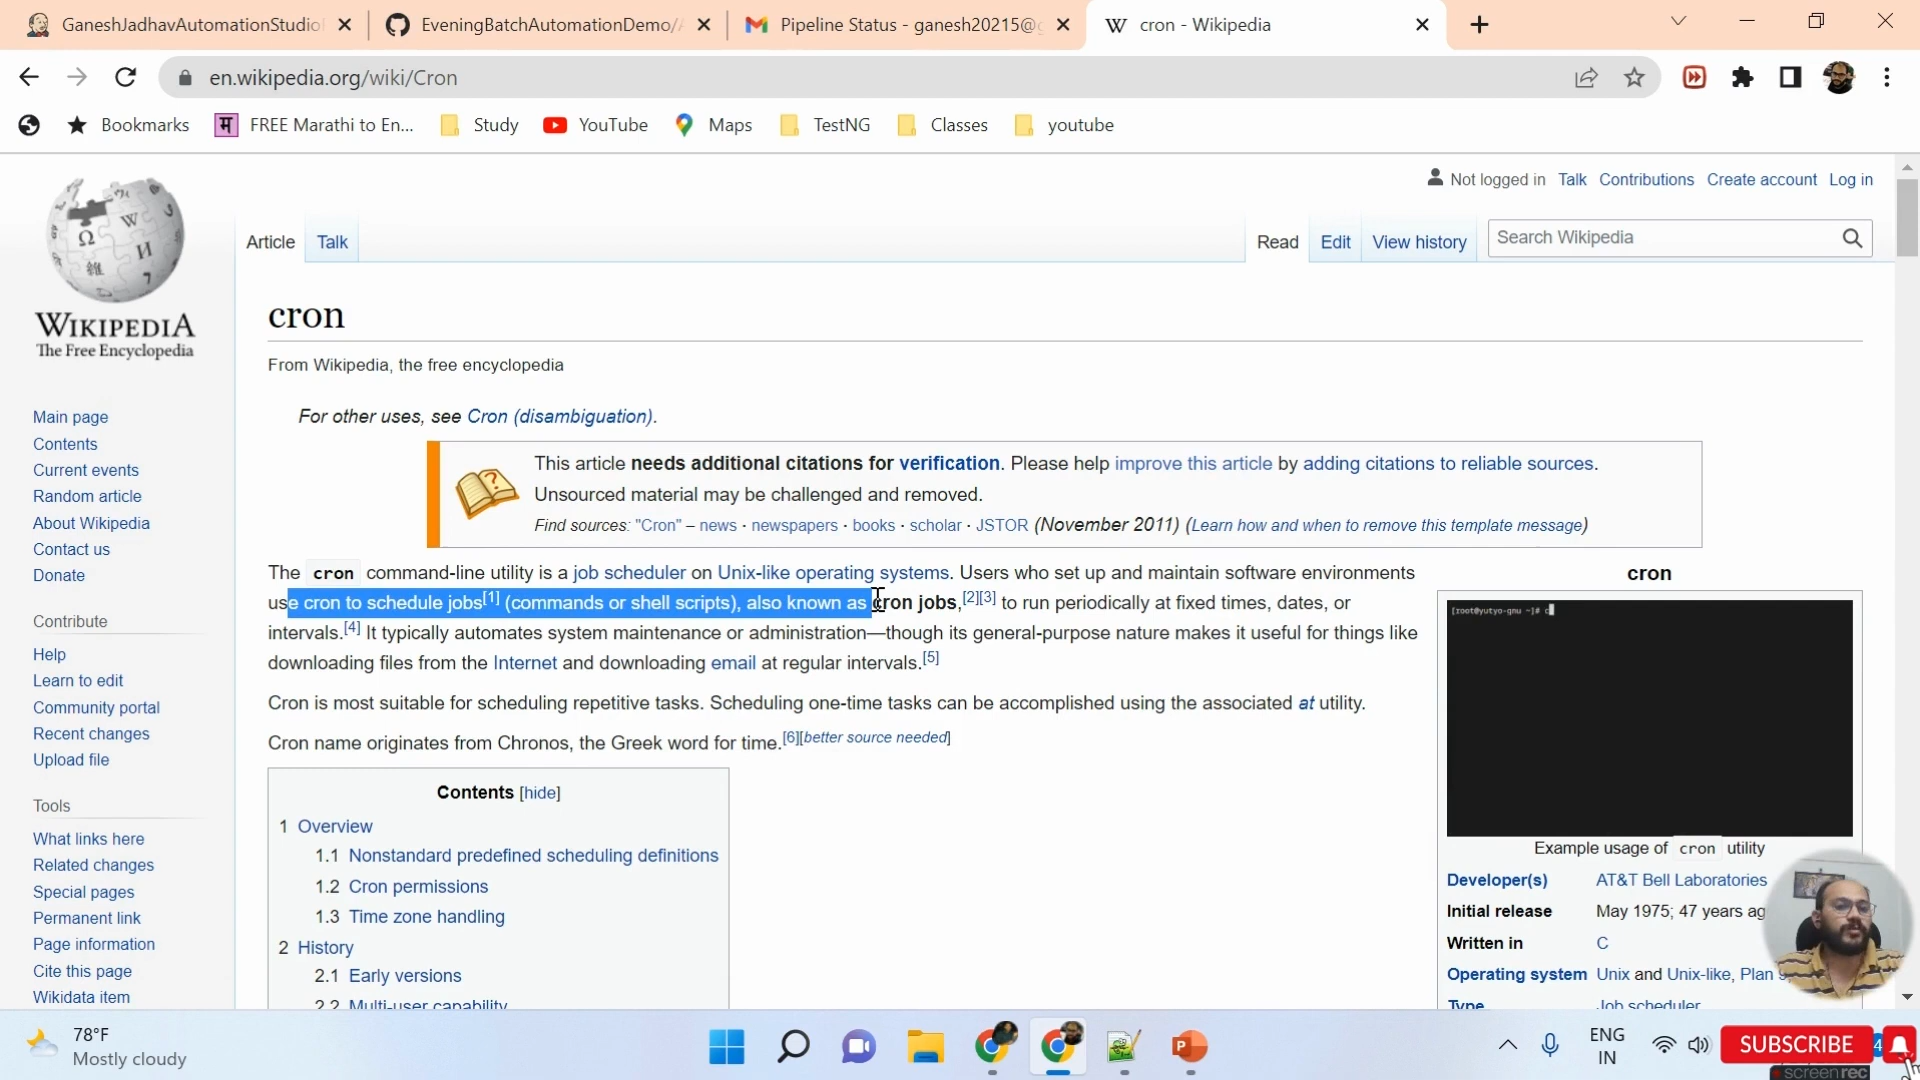 GaneshJadhavAutomationStudio
EveningBatchAutomationDemo/
Pipeline Status - ganesh20215@g
W cron - Wikipedia
en.wikipedia.org/wiki/Cron
Bookmarks
म FREE Marathi to En...
Study
YouTube
Maps
TestNG
Classes
youtube
Not logged in Talk Contributions Create account Log in
Article Talk
Read Edit View history
Search Wikipedia
WIKIPEDIA
The Free Encyclopedia
cron
From Wikipedia, the free encyclopedia
For other uses, see Cron (disambiguation).
This article needs additional citations for verification. Please help improve this article by adding citations to reliable sources.
Unsourced material may be challenged and removed.
Find sources: "Cron" – news · newspapers · books · scholar · JSTOR (November 2011) (Learn how and when to remove this template message)
The cron command-line utility is a job scheduler on Unix-like operating systems. Users who set up and maintain software environments
use cron to schedule jobs[1] (commands or shell scripts), also known as cron jobs,[2][3] to run periodically at fixed times, dates, or
intervals.[4] It typically automates system maintenance or administration—though its general-purpose nature makes it useful for things like
downloading files from the Internet and downloading email at regular intervals.[5]
Cron is most suitable for scheduling repetitive tasks. Scheduling one-time tasks can be accomplished using the associated at utility.
Cron name originates from Chronos, the Greek word for time.[6][better source needed]
Contents [hide]
1 Overview
1.1 Nonstandard predefined scheduling definitions
1.2 Cron permissions
1.3 Time zone handling
2 History
2.1 Early versions
2.2 Multi-user capability
cron
[root@yutyo-gnu ~]# c
Example usage of cron utility
Developer(s) AT&T Bell Laboratories
Initial release May 1975; 47 years ag
Written in C
Operating system Unix and Unix-like, Plan
Type Job scheduler
Main page
Contents
Current events
Random article
About Wikipedia
Contact us
Donate
Contribute
Help
Learn to edit
Community portal
Recent changes
Upload file
Tools
What links here
Related changes
Special pages
Permanent link
Page information
Cite this page
Wikidata item
78°F
Mostly cloudy
ENG
IN
SUBSCRIBE
4
screenrec